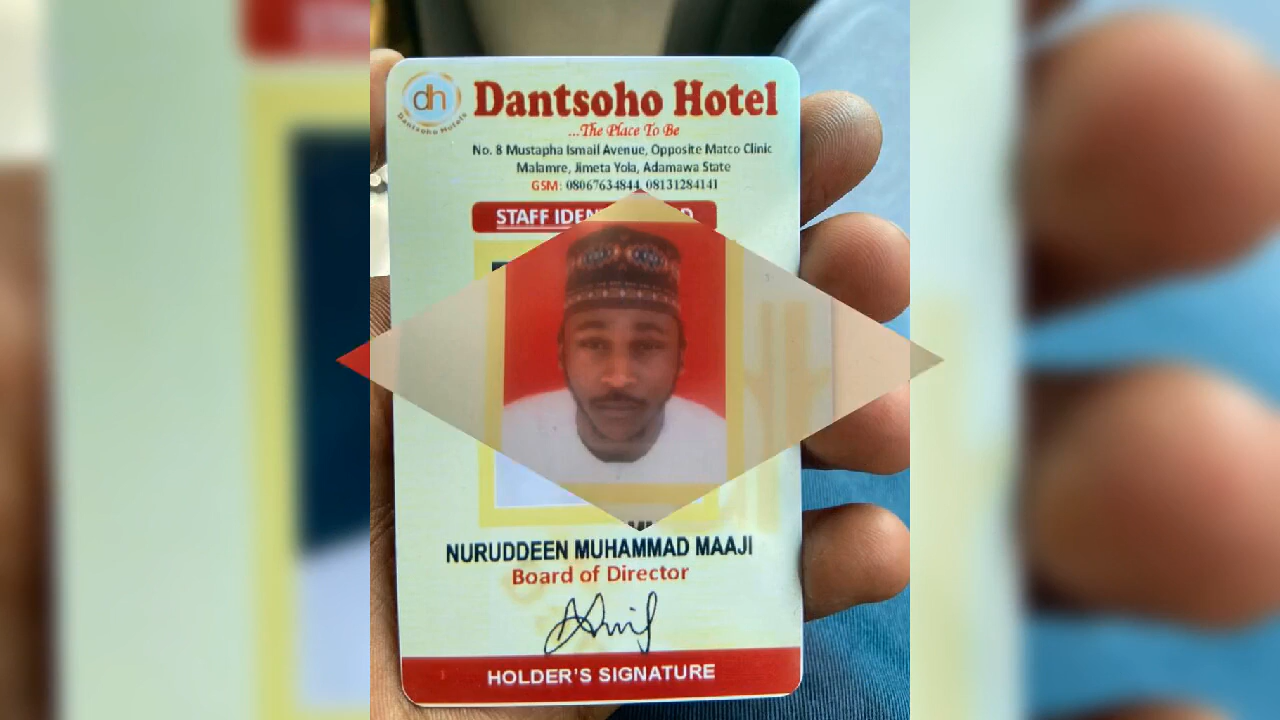 dh
Dantsoho Hotels
Dantsoho Hotel
...The Place To Be
No. 8 Mustapha Ismail Avenue, Opposite Matco Clinic
Malamre, Jimeta Yola, Adamawa State
GSM: 08067634844, 08131284141
STAFF
NURUDDEEN MUHAMMAD MAAJI
Board of Director
HOLDER'S SIGNATURE